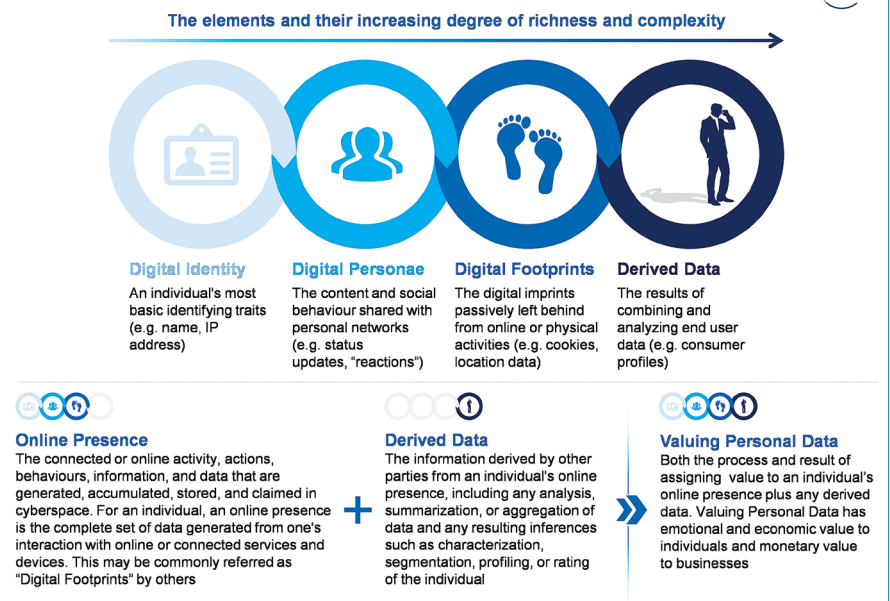 The elements and their increasing degree of richness and complexity
Digital Identity
An individual's most
basic identifying traits
(e.g. name, IP
address)
Digital Personae
The content and social
behaviour shared with
personal networks
(e.g. status
updates, “reactions”)
Digital Footprints
The digital imprints
passively left behind
from online or physical
activities (e.g. cookies,
location data)
Derived Data
The results of
combining and
analyzing end user
data (e.g. consumer
profiles)
Online Presence
The connected or online activity, actions,
behaviours, information, and data that are
generated, accumulated, stored, and claimed in
cyberspace. For an individual, an online presence
is the complete set of data generated from one's
interaction with online or connected services and
devices. This may be commonly referred as
“Digital Footprints” by others
Derived Data
The information derived by other
parties from an individual's online
presence, including any analysis,
summarization, or aggregation of
data and any resulting inferences
such as characterization,
segmentation, profiling, or rating
of the individual
Valuing Personal Data
Both the process and result of
assigning value to an individual's
online presence plus any derived
data. Valuing Personal Data has
emotional and economic value to
individuals and monetary value
to businesses